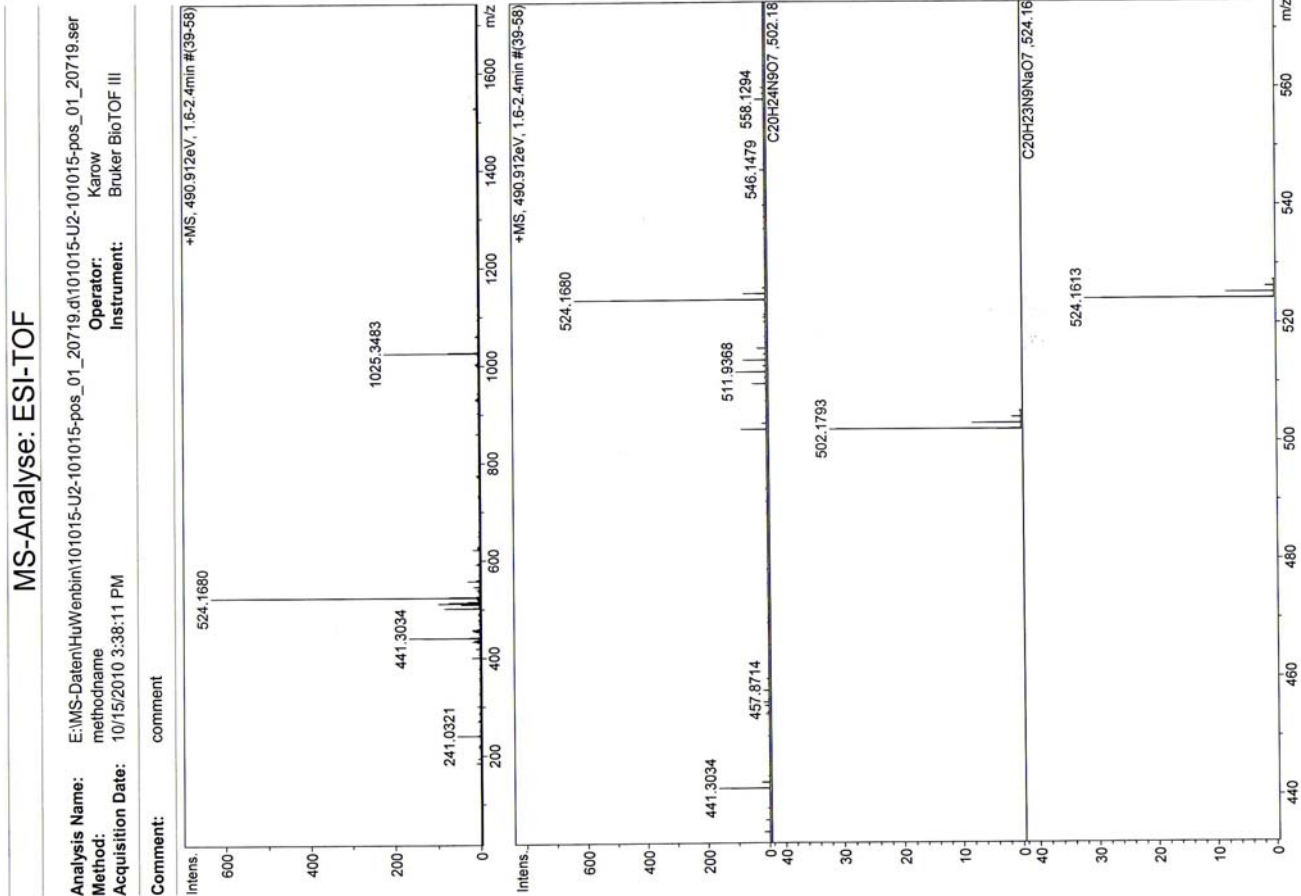 MS-Analyse: ESI-TOF
Analysis Name: E:\MS-Daten\HuWenbin\101015-U2-101015-pos_01_20719.d\101015-U2-101015-pos_01_20719.ser
Method: methodname Operator: Karow
Acquisition Date: 10/15/2010 3:38:11 PM Instrument: Bruker BioTOF III
Comment: comment
Intens.
+MS, 490.912eV, 1.6-2.4min #(39-58)
600
400
200
0
241.0321
441.3034
524.1680
1025.3483
200 400 600 800 1000 1200 1400 1600 m/z
Intens.
+MS, 490.912eV, 1.6-2.4min #(39-58)
600
400
200
0
441.3034
457.8714
511.9368
524.1680
546.1479
558.1294
C20H24N9O7 ,502.18
40
30
20
10
0
502.1793
C20H23N9NaO7 ,524.16
40
30
20
10
0
524.1613
440 460 480 500 520 540 560 m/z